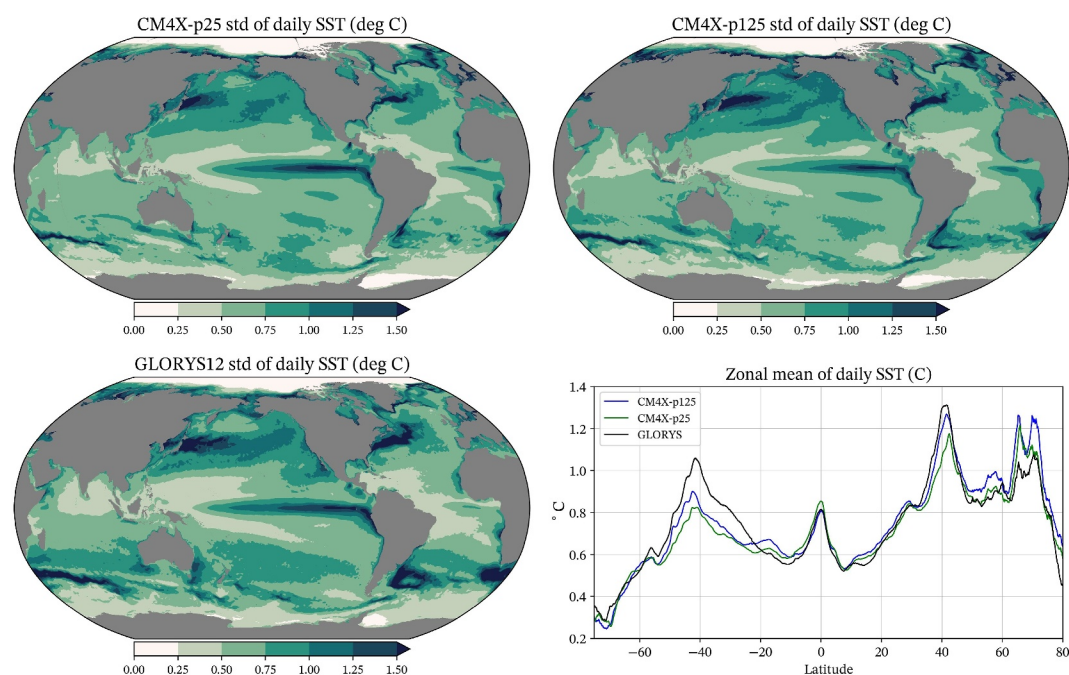 CM4X-p25 std of daily SST (deg C)
0.00 0.25 0.50 0.75 1.00 1.25 1.50
CM4X-p125 std of daily SST (deg C)
0.00 0.25 0.50 0.75 1.00 1.25 1.50
GLORYS12 std of daily SST (deg C)
0.00 0.25 0.50 0.75 1.00 1.25 1.50
Zonal mean of daily SST (C)
CM4X-p125
CM4X-p25
GLORYS
1.4
1.2
1.0
0.8
0.6
0.4
0.2
°C
−60 −40 −20 0 20 40 60 80
Latitude